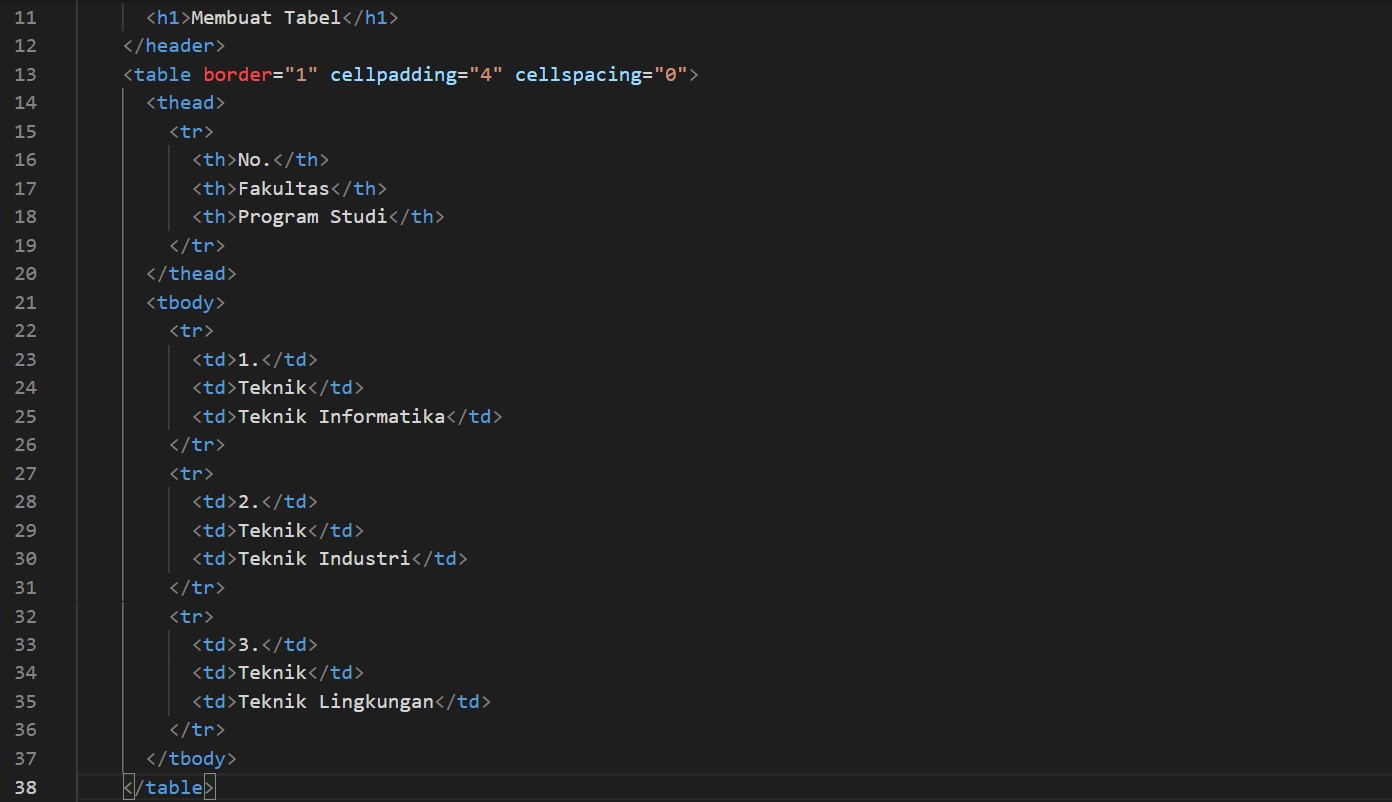 11 <h1>Membuat Tabel</h1>
12 </header>
13 <table border="1" cellpadding="4" cellspacing="0">
14 <thead>
15 <tr>
16 <th>No.</th>
17 <th>Fakultas</th>
18 <th>Program Studi</th>
19 </tr>
20 </thead>
21 <tbody>
22 <tr>
23 <td>1.</td>
24 <td>Teknik</td>
25 <td>Teknik Informatika</td>
26 </tr>
27 <tr>
28 <td>2.</td>
29 <td>Teknik</td>
30 <td>Teknik Industri</td>
31 </tr>
32 <tr>
33 <td>3.</td>
34 <td>Teknik</td>
35 <td>Teknik Lingkungan</td>
36 </tr>
37 </tbody>
38 </table>